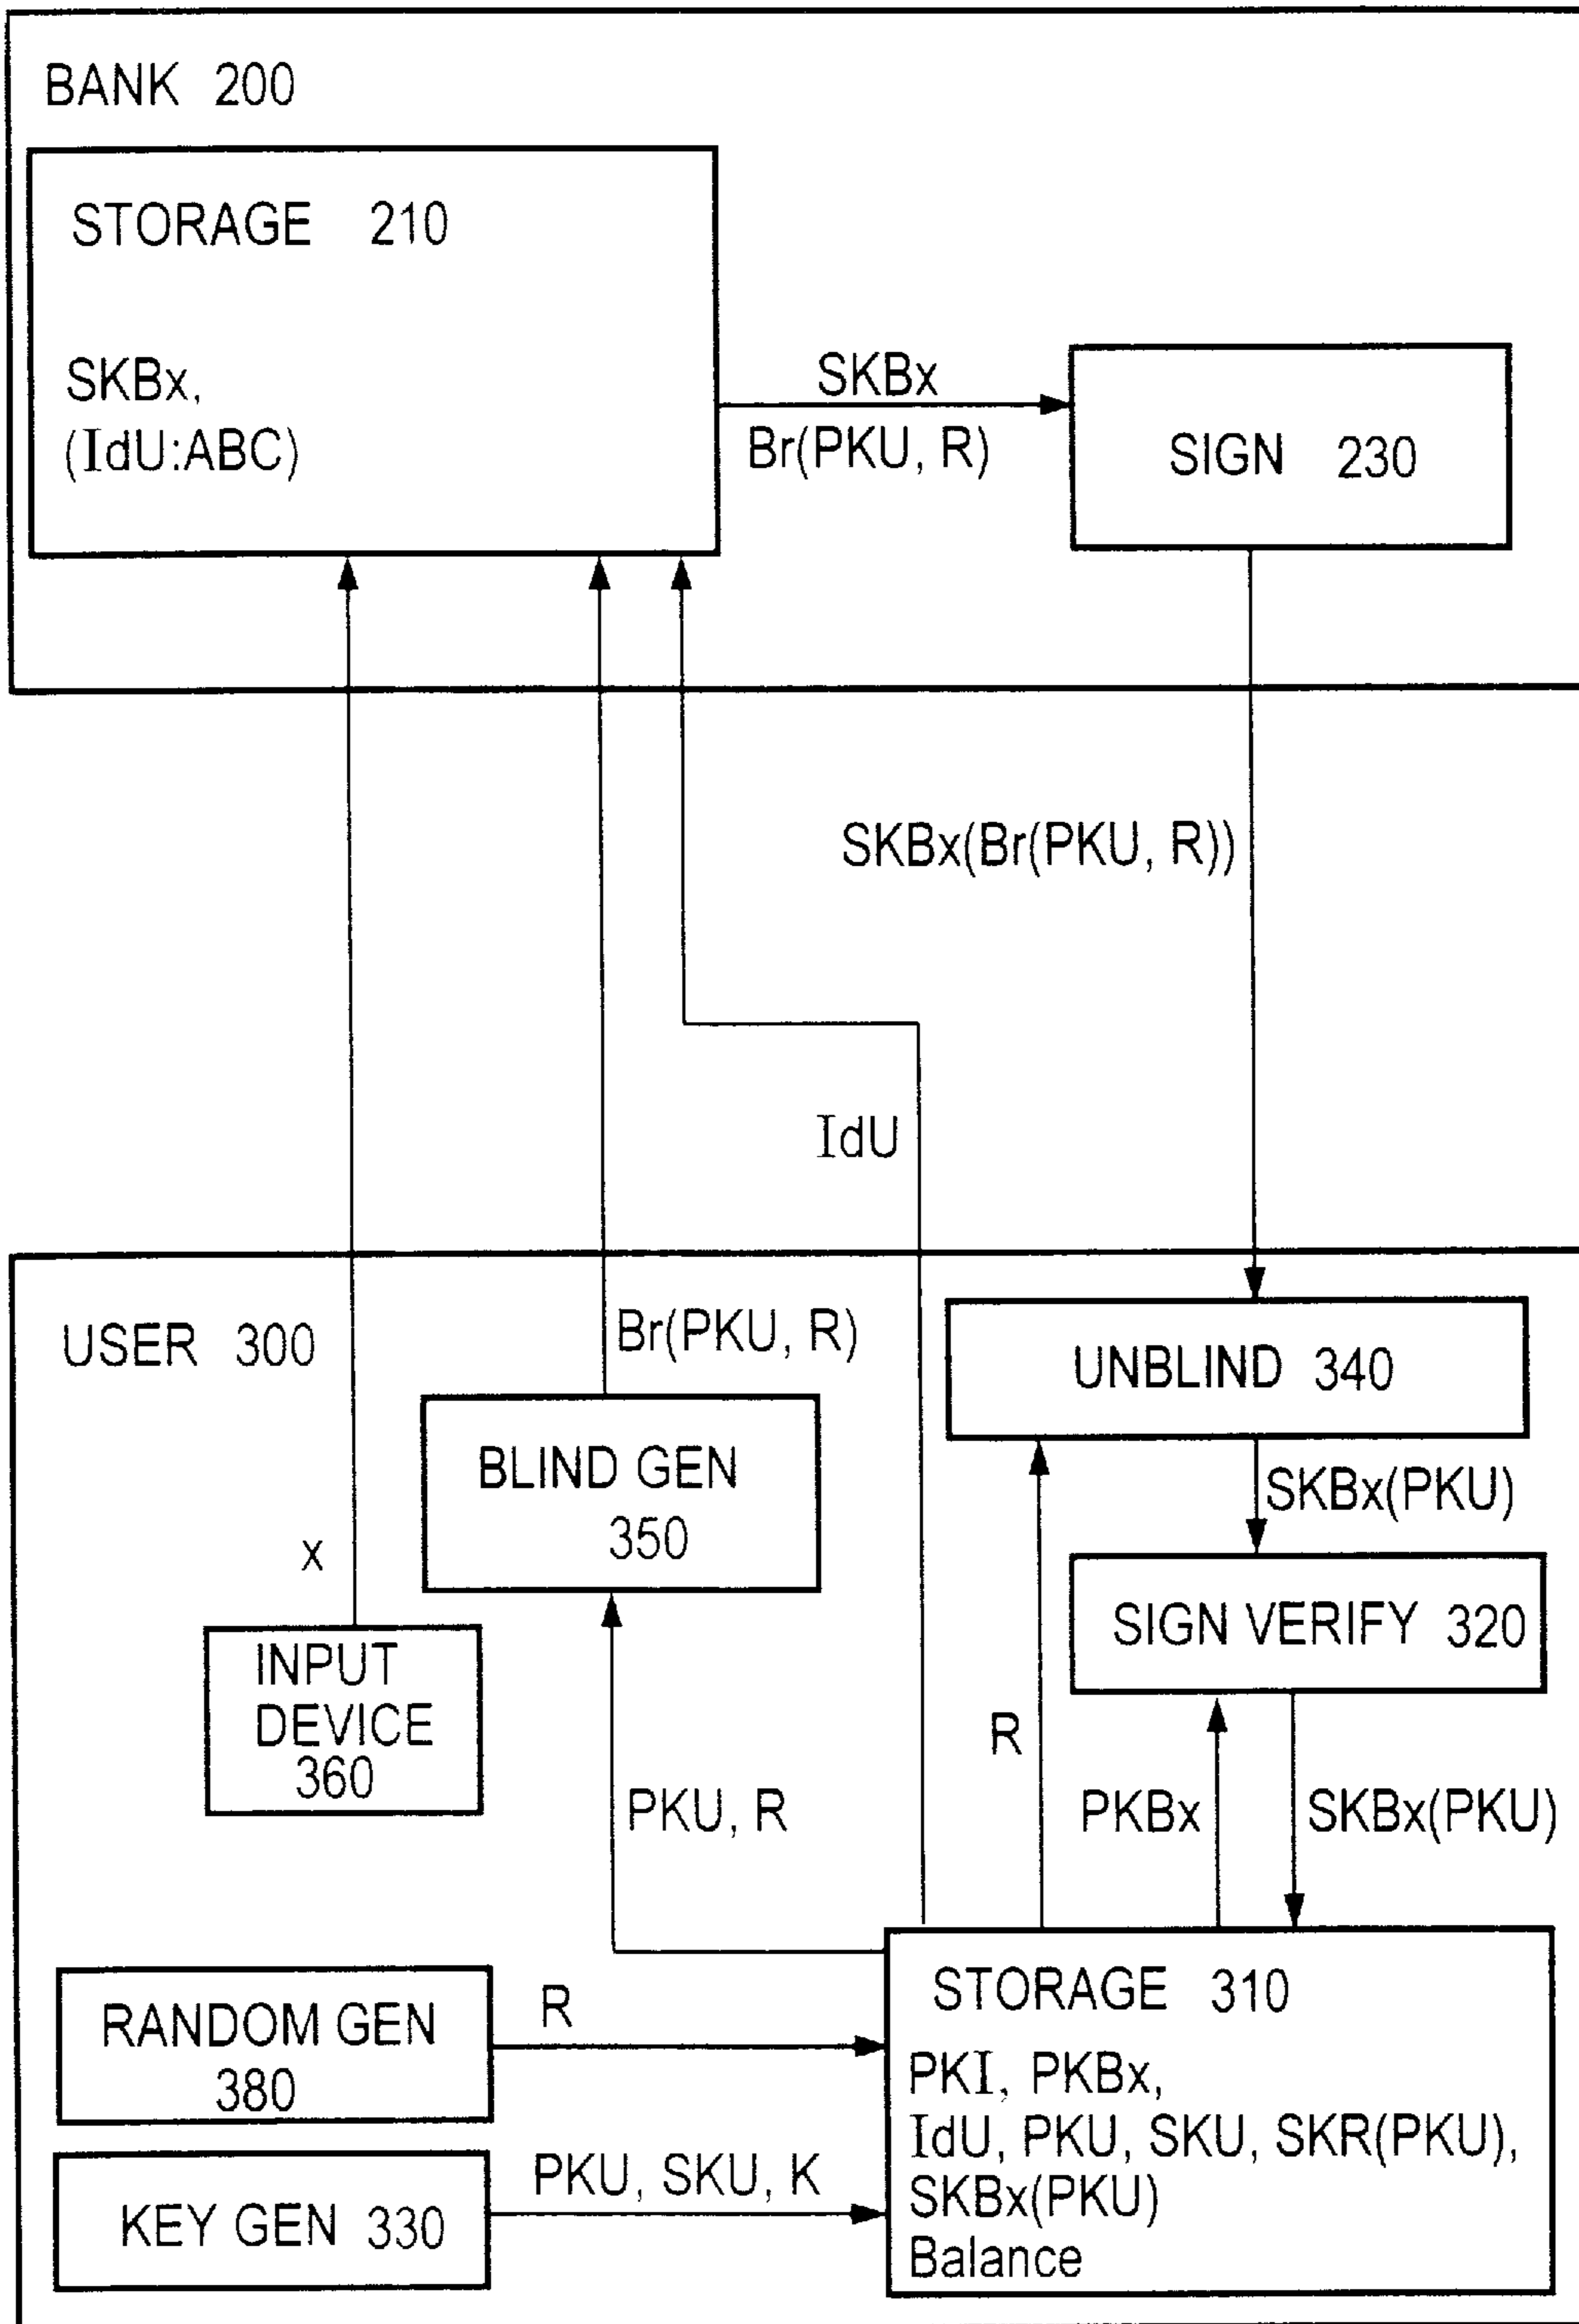 BANK 200
STORAGE 210
SKBx,
(IdU:ABC)
SKBx
Br(PKU, R)
SIGN 230
SKBx(Br(PKU, R))
IdU
USER 300
Br(PKU, R)
UNBLIND 340
BLIND GEN
350
SKBx(PKU)
x
SIGN VERIFY 320
INPUT
DEVICE
360
R
PKU, R
PKBx
SKBx(PKU)
RANDOM GEN
380
R
STORAGE 310
PKI, PKBx,
IdU, PKU, SKU, SKR(PKU),
SKBx(PKU)
Balance
KEY GEN 330
PKU, SKU, K